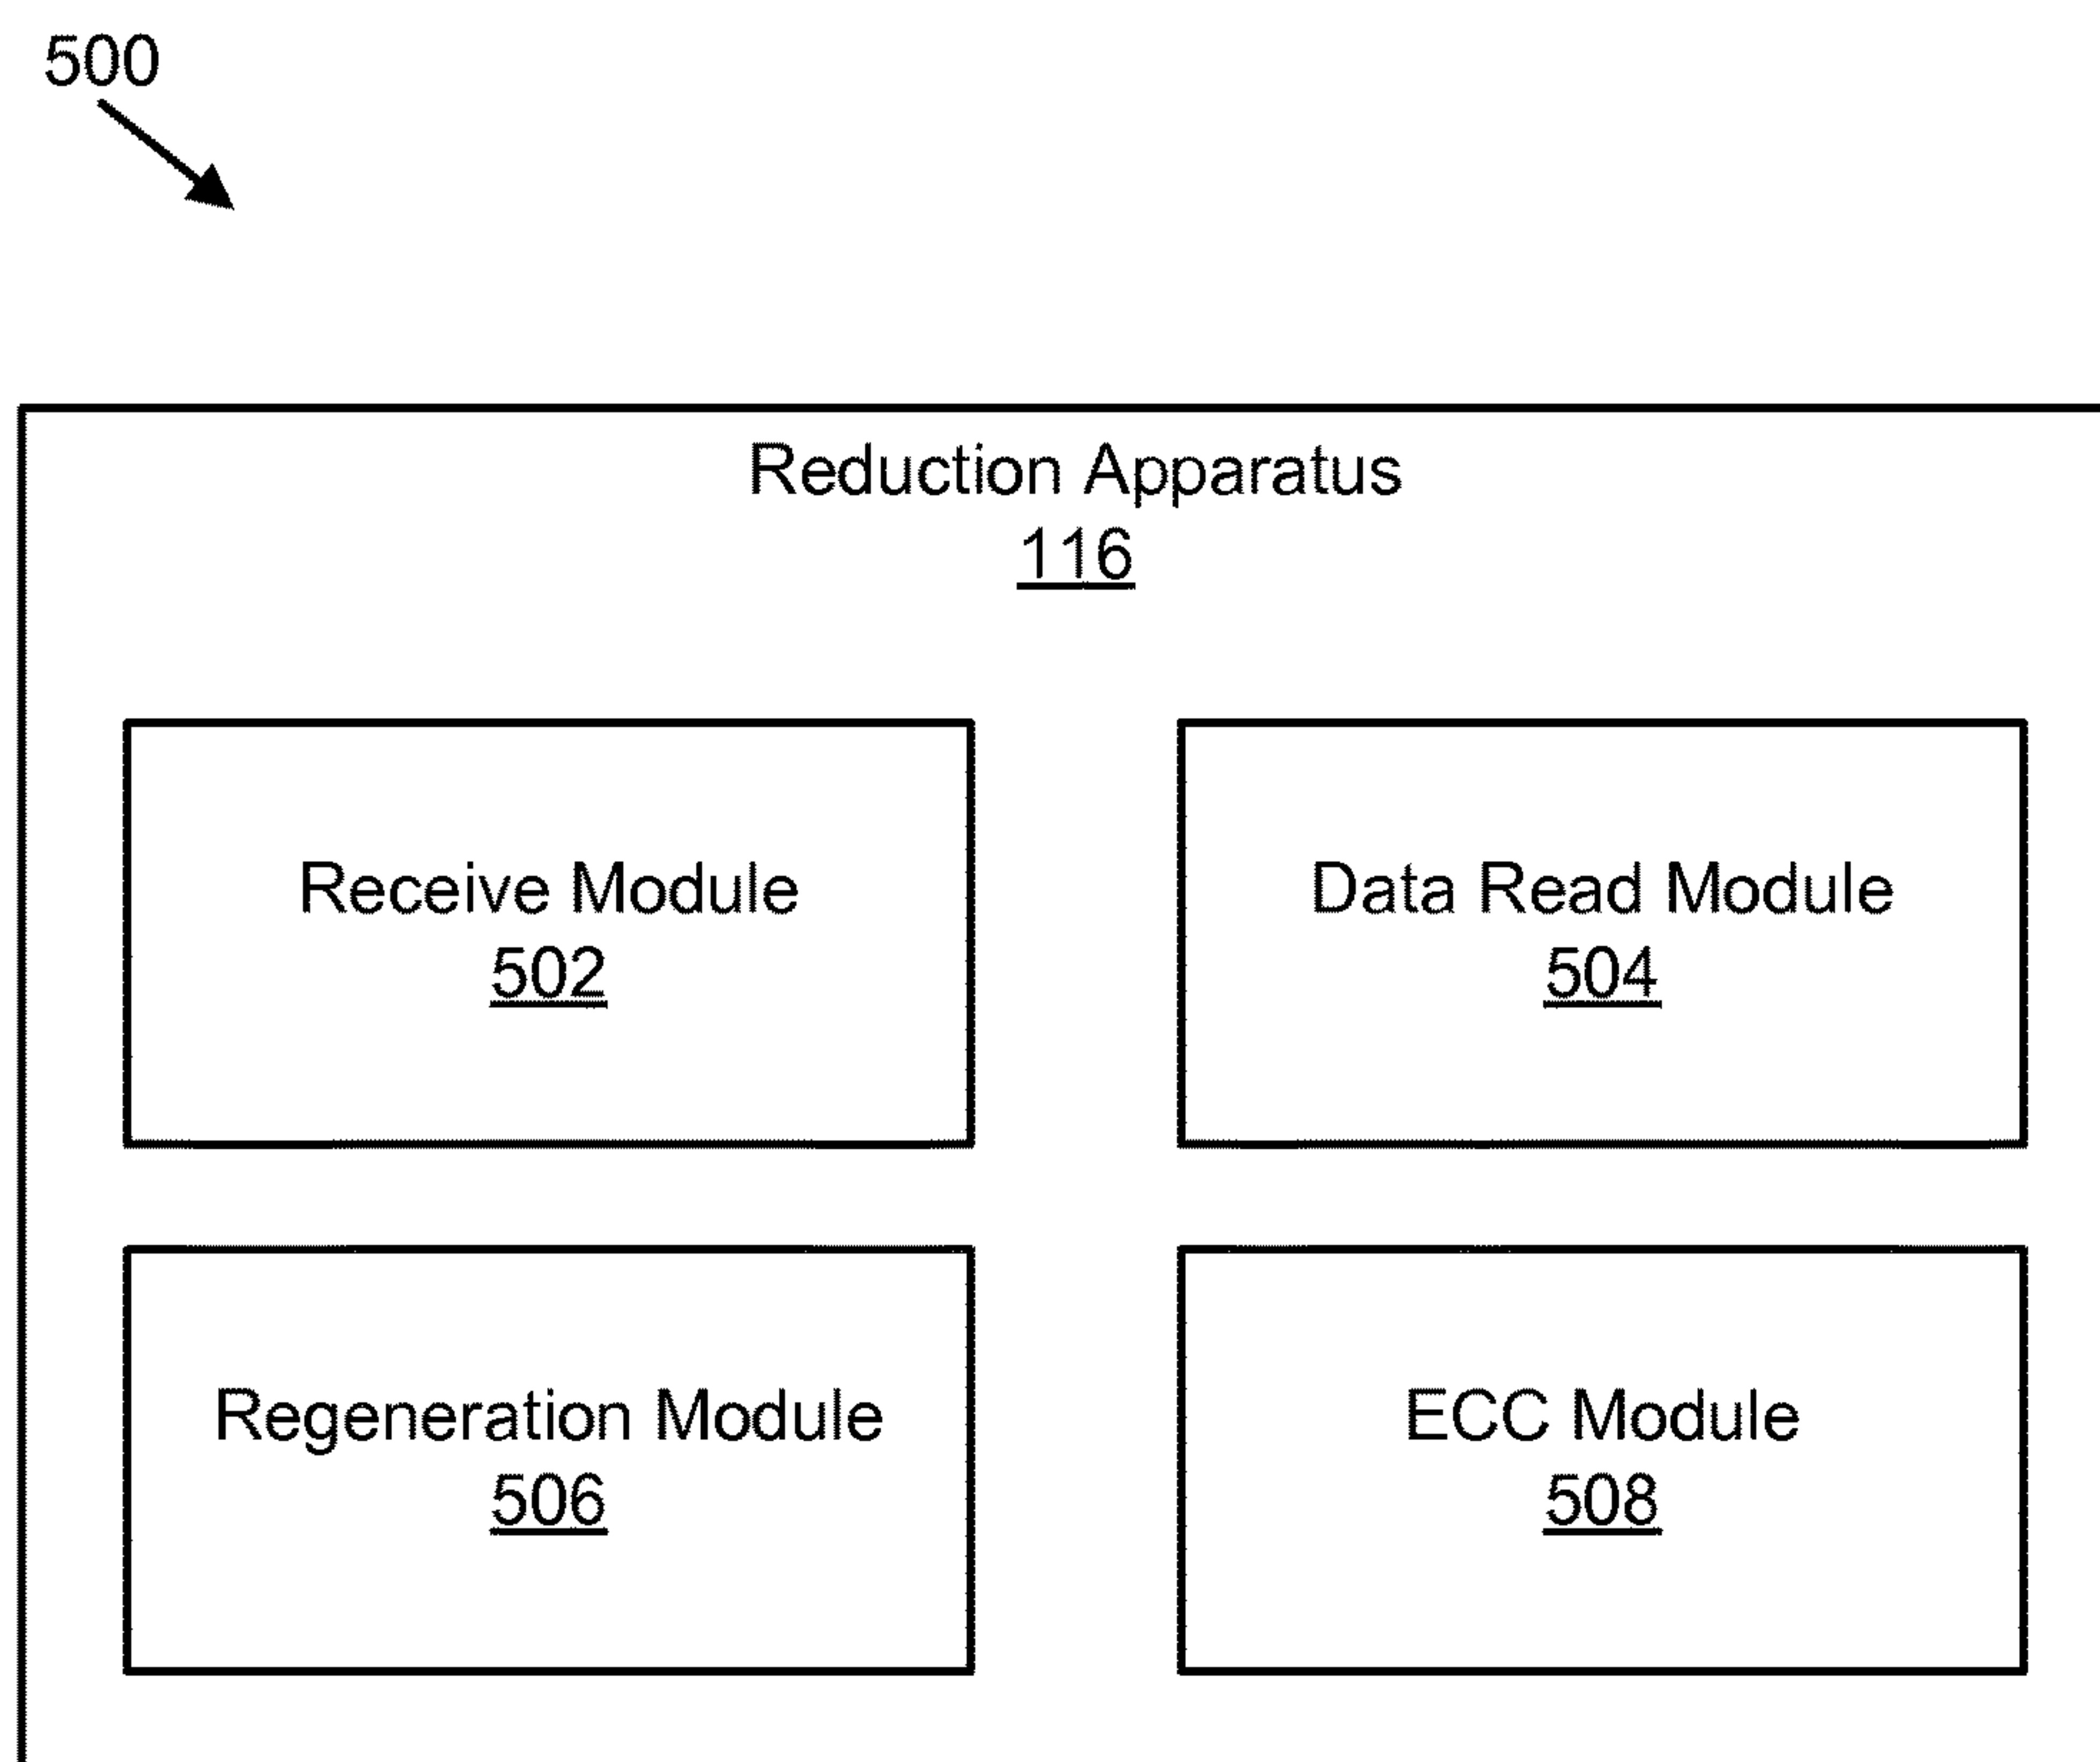 500
Reduction Apparatus
116
Receive Module
502
Data Read Module
504
Regeneration Module
506
ECC Module
508